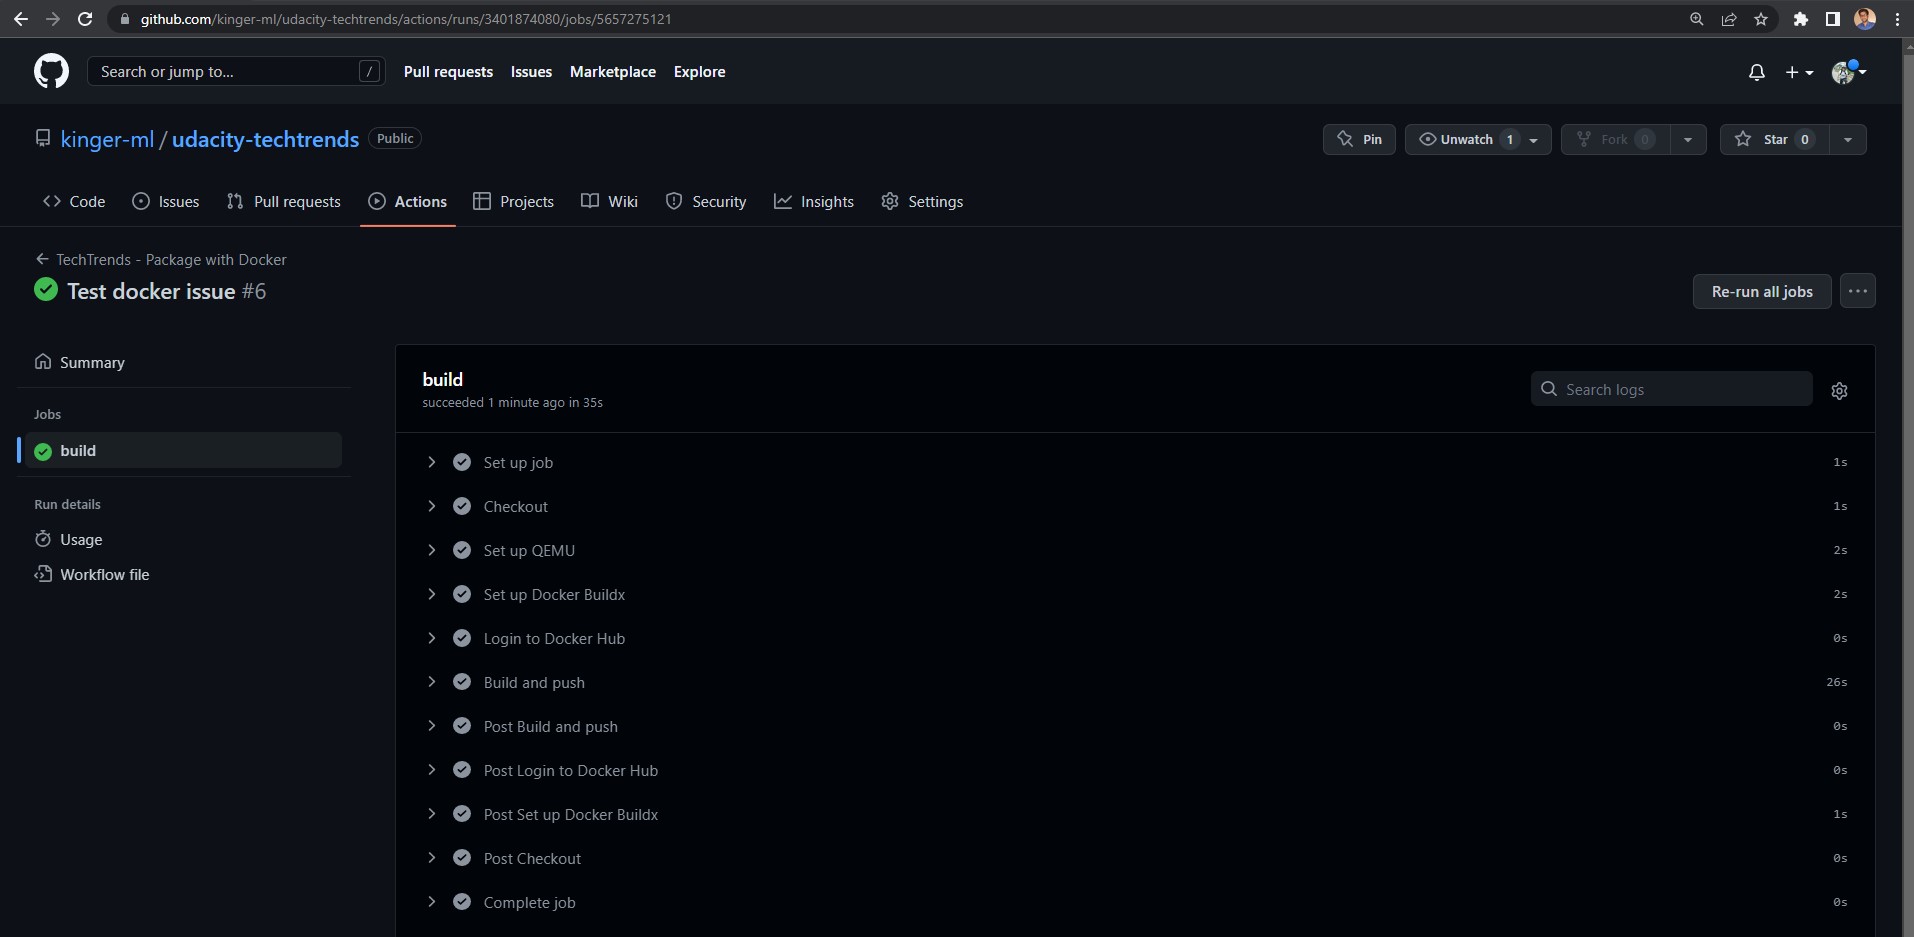 github.com/kinger-ml/udacity-techtrends/actions/runs/3401874080/jobs/5657275121
Search or jump to... /
Pull requests Issues Marketplace Explore
kinger-ml / udacity-techtrends Public
Pin Unwatch 1 Fork 0 Star 0
Code Issues Pull requests Actions Projects Wiki Security Insights Settings
TechTrends - Package with Docker
Test docker issue #6
Re-run all jobs
Summary
Jobs
build
Run details
Usage
Workflow file
build
succeeded 1 minute ago in 35s
Search logs
Set up job 1s
Checkout 1s
Set up QEMU 2s
Set up Docker Buildx 2s
Login to Docker Hub 0s
Build and push 26s
Post Build and push 0s
Post Login to Docker Hub 0s
Post Set up Docker Buildx 1s
Post Checkout 0s
Complete job 0s